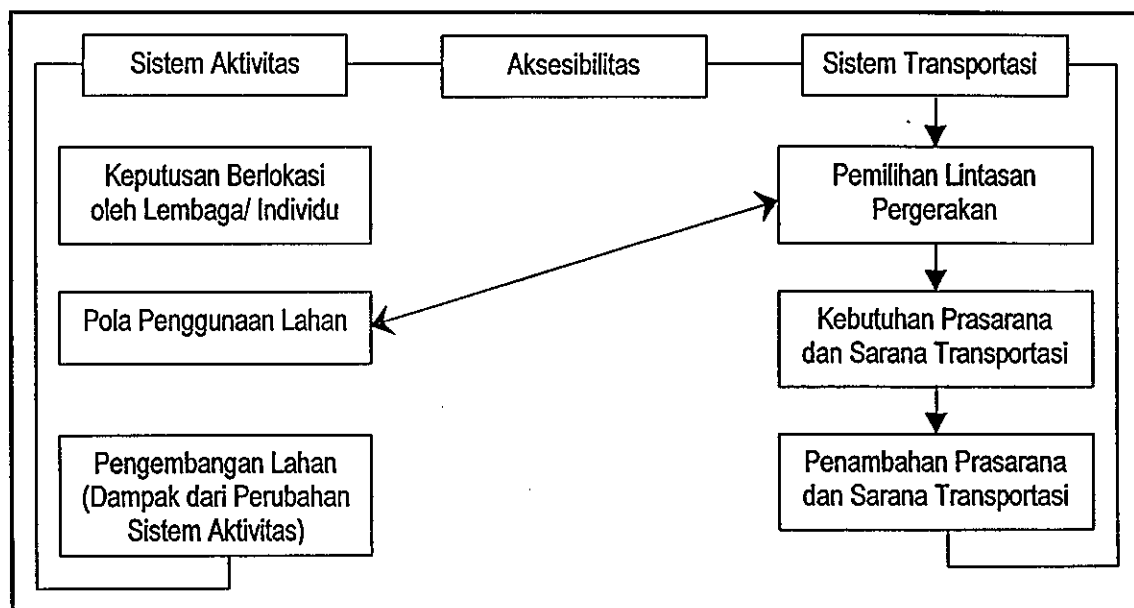 Sistem Aktivitas
Aksesibilitas
Sistem Transportasi
Keputusan Berlokasi
oleh Lembaga/ Individu
Pemilihan Lintasan
Pergerakan
Pola Penggunaan Lahan
Kebutuhan Prasarana
dan Sarana Transportasi
Pengembangan Lahan
(Dampak dari Perubahan
Sistem Aktivitas)
Penambahan Prasarana
dan Sarana Transportasi